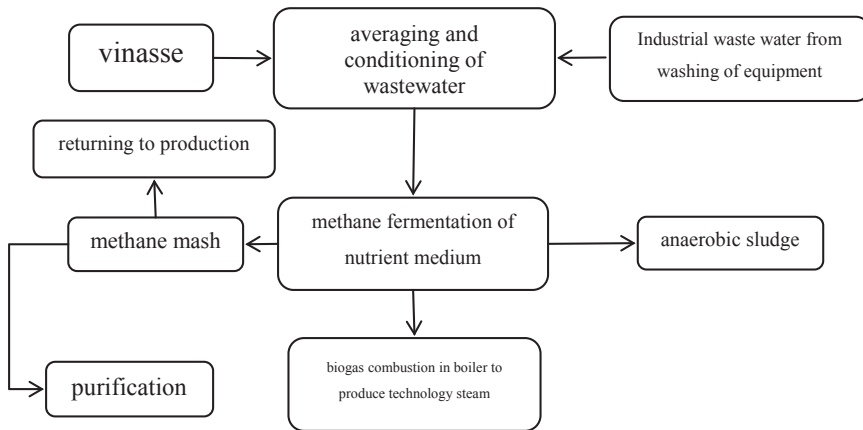 vinasse
averaging and
conditioning of
wastewater
Industrial waste water from
washing of equipment
returning to production
methane mash
methane fermentation of
nutrient medium
anaerobic sludge
purification
biogas combustion in boiler to
produce technology steam